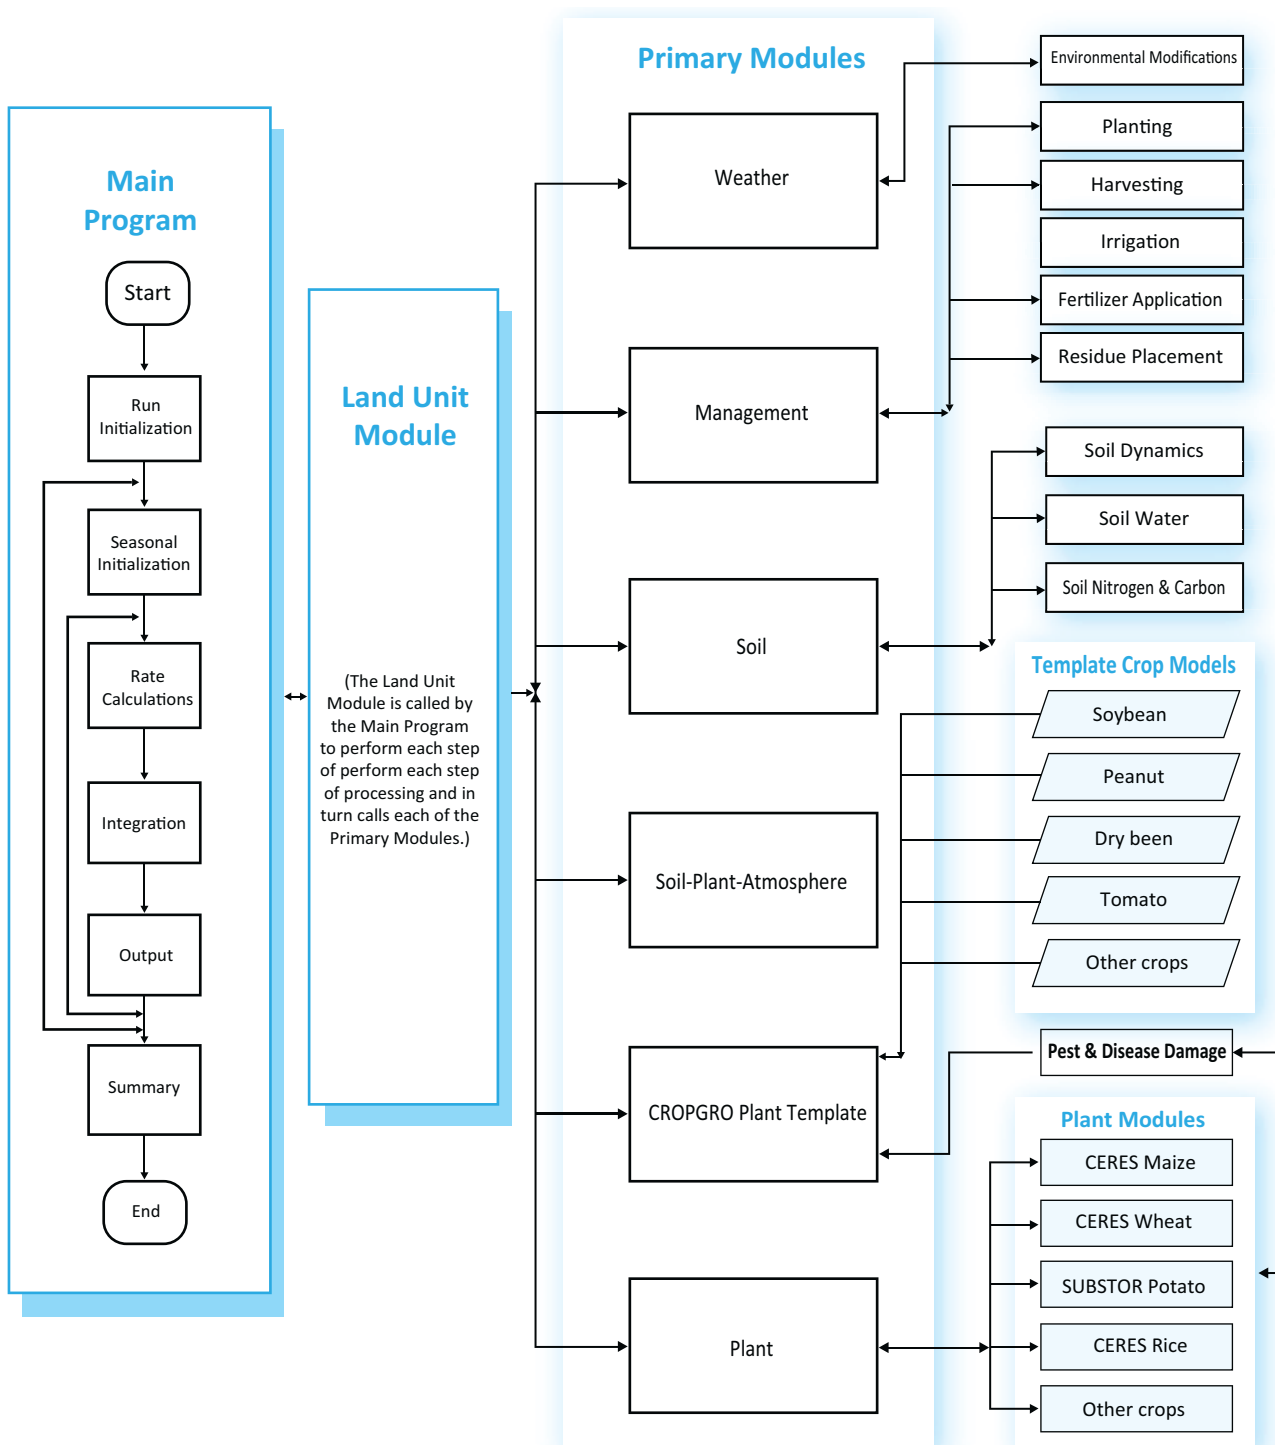 Main
Program
Start
Run
Initialization
Seasonal
Initialization
Rate
Calculations
Integration
Output
Summary
End
Land Unit
Module
(The Land Unit
Module is called by
the Main Program
to perform each step
of perform each step
of processing and in
turn calls each of the
Primary Modules.)
Primary Modules
Weather
Management
Soil
Soil-Plant-Atmosphere
CROPGRO Plant Template
Plant
Environmental Modifications
Planting
Harvesting
Irrigation
Fertilizer Application
Residue Placement
Soil Dynamics
Soil Water
Soil Nitrogen & Carbon
Template Crop Models
Soybean
Peanut
Dry been
Tomato
Other crops
Pest & Disease Damage
Plant Modules
CERES Maize
CERES Wheat
SUBSTOR Potato
CERES Rice
Other crops